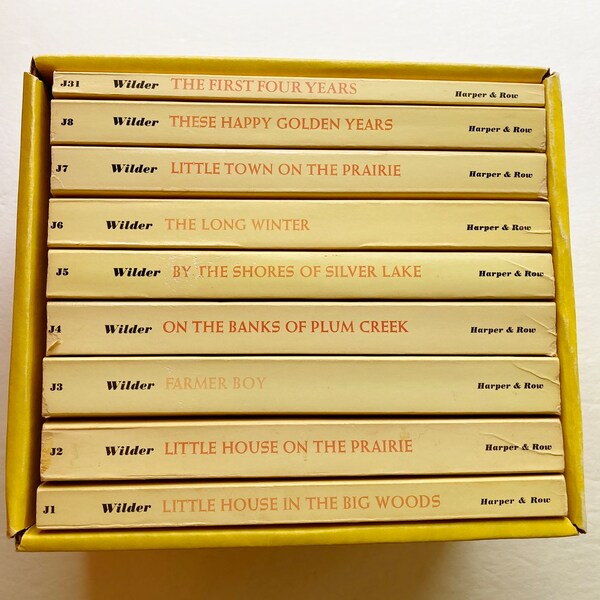 J31 Wilder THE FIRST FOUR YEARS Harper & Row
J8 Wilder THESE HAPPY GOLDEN YEARS Harper & Row
J7 Wilder LITTLE TOWN ON THE PRAIRIE Harper & Row
J6 Wilder THE LONG WINTER Harper & Row
J5 Wilder BY THE SHORES OF SILVER LAKE Harper & Row
J4 Wilder ON THE BANKS OF PLUM CREEK Harper & Row
J3 Wilder FARMER BOY Harper & Row
J2 Wilder LITTLE HOUSE ON THE PRAIRIE Harper & Row
J1 Wilder LITTLE HOUSE IN THE BIG WOODS Harper & Row